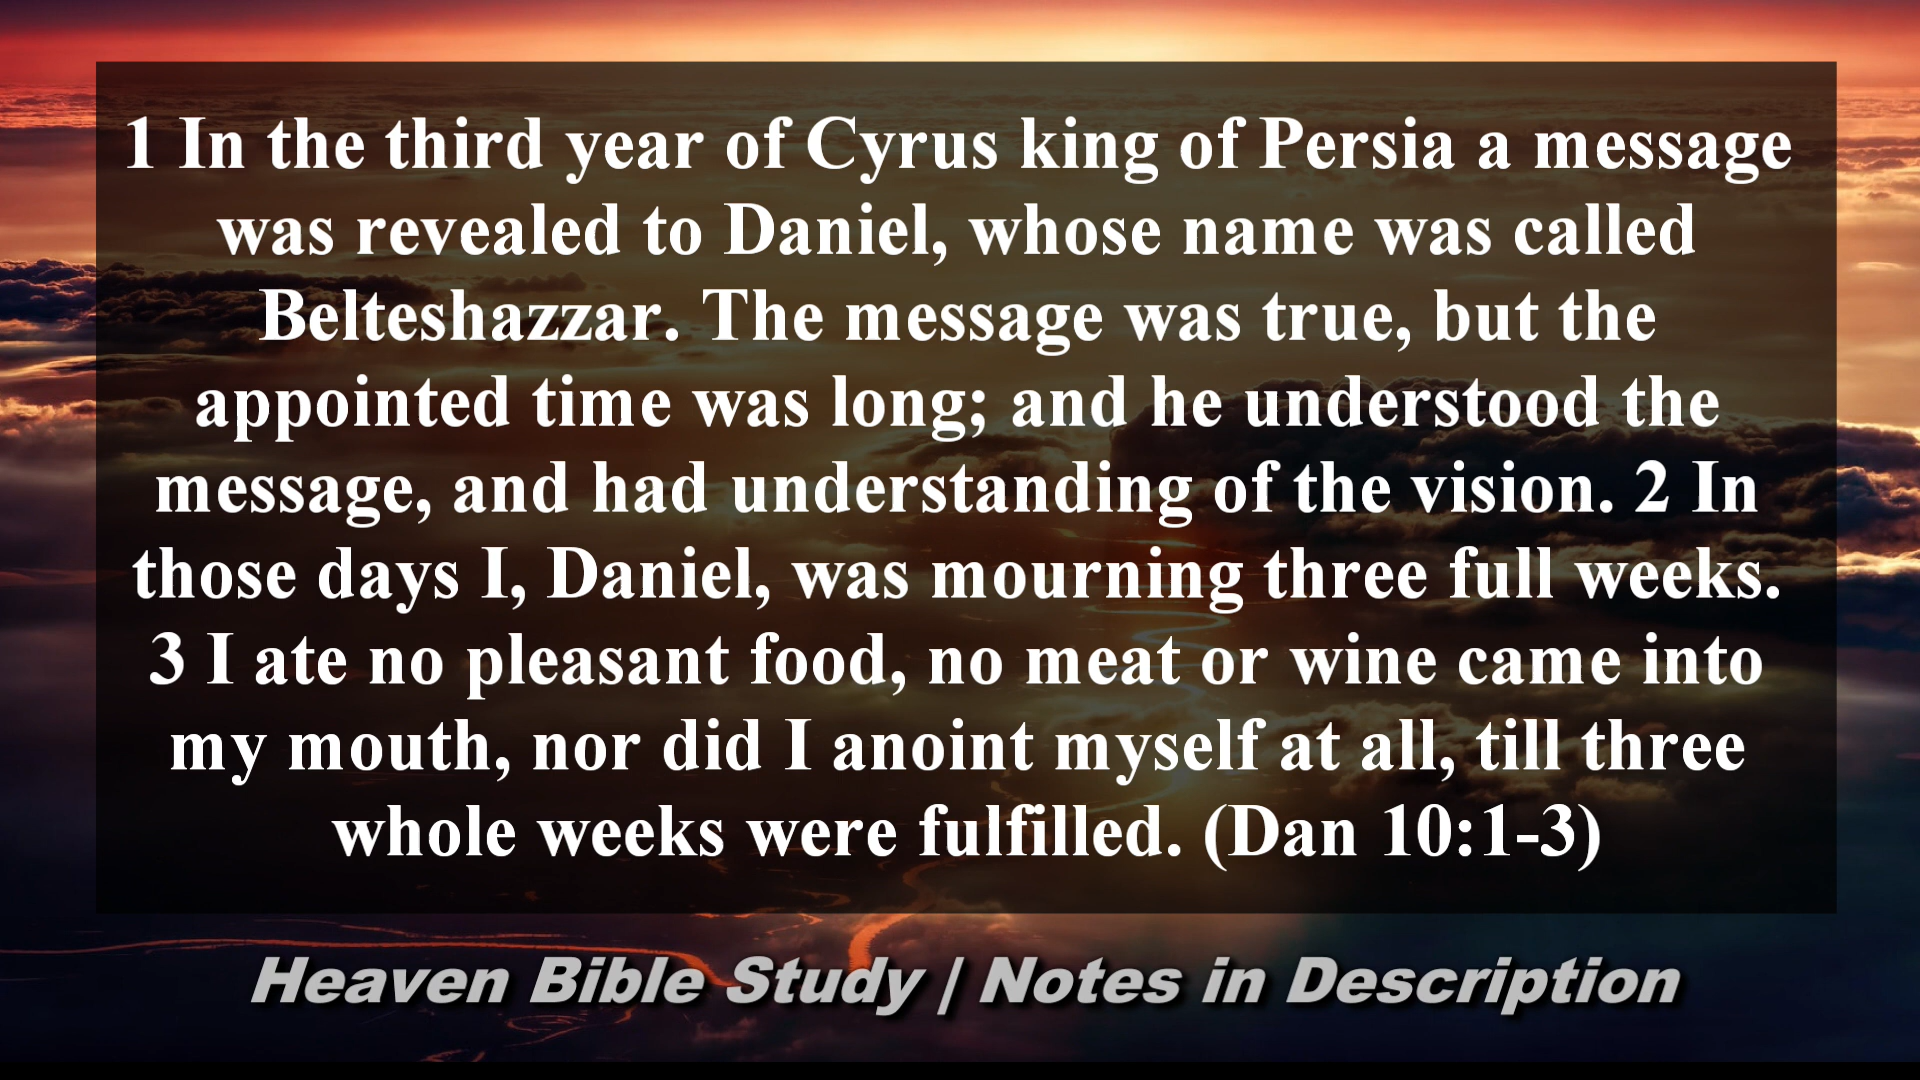 1 In the third year of Cyrus king of Persia a message
was revealed to Daniel, whose name was called
Belteshazzar. The message was true, but the
appointed time was long; and he understood the
message, and had understanding of the vision. 2 In
those days I, Daniel, was mourning three full weeks.
3 I ate no pleasant food, no meat or wine came into
my mouth, nor did I anoint myself at all, till three
whole weeks were fulfilled. (Dan 10:1-3)
Heaven Bible Study | Notes in Description